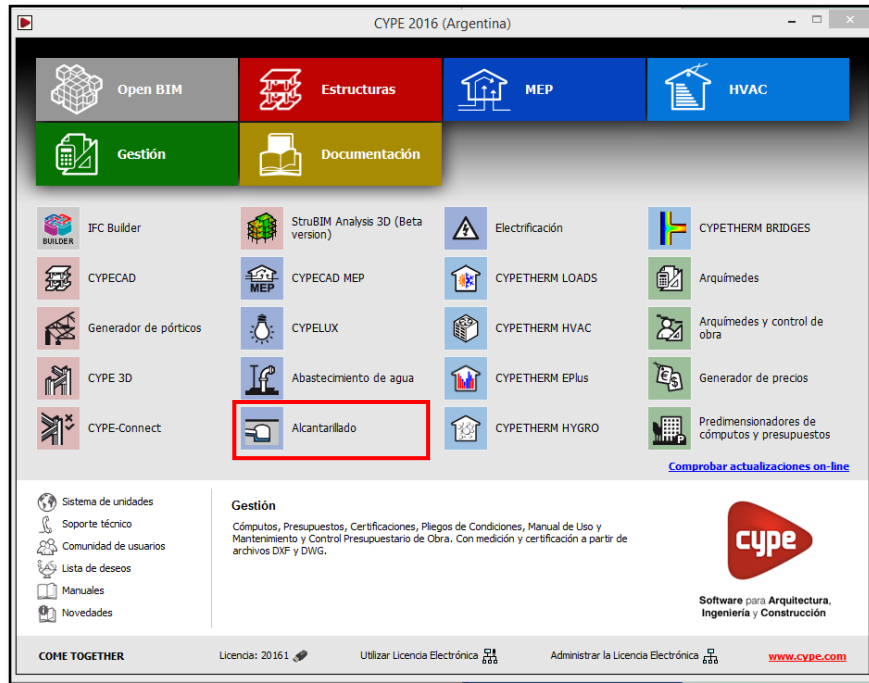 CYPE 2016 (Argentina)
Open BIM
Estructuras
MEP
HVAC
Gestión
Documentación
BUILDER
IFC Builder
StruBIM Analysis 3D (Beta
version)
Electrificación
CYPETHERM BRIDGES
CYPECAD
MEP
CYPECAD MEP
CYPETHERM LOADS
Arquímedes
Generador de pórticos
CYPELUX
CYPETHERM HVAC
Arquímedes y control de
obra
CYPE 3D
Abastecimiento de agua
CYPETHERM EPlus
€
$
Generador de precios
CYPE-Connect
Alcantarillado
CYPETHERM HYGRO
P
Predimensionadores de
cómputos y presupuestos
Comprobar actualizaciones on-line
Sistema de unidades
Soporte técnico
Comunidad de usuarios
Lista de deseos
Manuales
Novedades
Gestión
Cómputos, Presupuestos, Certificaciones, Pliegos de Condiciones, Manual de Uso y
Mantenimiento y Control Presupuestario de Obra. Con medición y certificación a partir de
archivos DXF y DWG.
cype
Software para Arquitectura,
Ingeniería y Construcción
COME TOGETHER
Licencia: 20161
Utilizar Licencia Electrónica
Administrar la Licencia Electrónica
www.cype.com